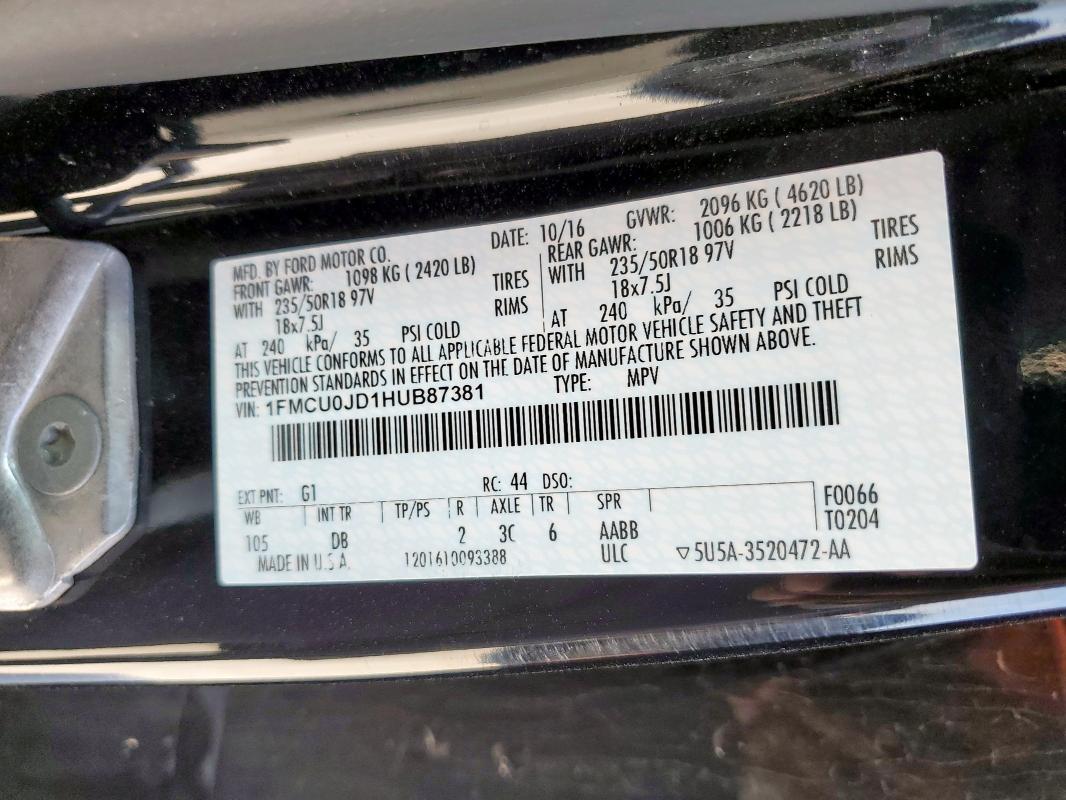 MFD. BY FORD MOTOR CO. DATE: 10/16 GVWR: 2096 KG ( 4620 LB)
FRONT GAWR: 1098 KG ( 2420 LB) REAR GAWR: 1006 KG ( 2218 LB)
WITH 235/50R18 97V TIRES WITH 235/50R18 97V TIRES
18x7.5J RIMS 18x7.5J RIMS
AT 240 kPa/ 35 PSI COLD AT 240 kPa/ 35 PSI COLD
THIS VEHICLE CONFORMS TO ALL APPLICABLE FEDERAL MOTOR VEHICLE SAFETY AND THEFT
PREVENTION STANDARDS IN EFFECT ON THE DATE OF MANUFACTURE SHOWN ABOVE.
VIN: 1FMCU0JD1HUB87381 TYPE: MPV
EXT PNT: G1 RC: 44 DSO:
WB INT TR TP/PS R AXLE TR SPR F0066
105 DB 2 3C 6 AABB T0204
MADE IN U.S.A. 1201610093388 ULC ▽5U5A-3520472-AA